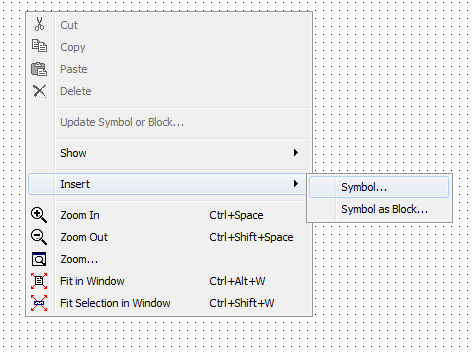 Cut
Copy
Paste
Delete
Update Symbol or Block...
Show
Insert
Symbol...
Symbol as Block...
Zoom In Ctrl+Space
Zoom Out Ctrl+Shift+Space
Zoom...
Fit in Window Ctrl+Alt+W
Fit Selection in Window Ctrl+Shift+W